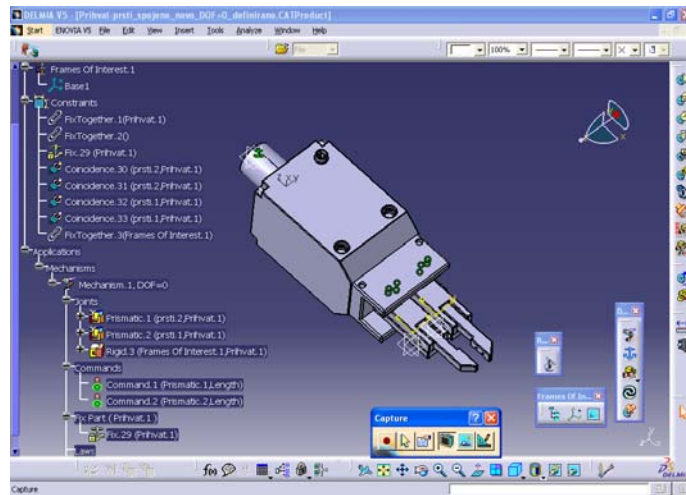 DELMIA V5 - [Prihvat-prsti_spojeno_novo_DOF=0_definirano.CATProduct]
Start ENOVIA V5 File Edit View Insert Tools Analyze Window Help
File
100%
Frames Of Interest.1
Base1
Constraints
FixTogether.1(Prihvat.1)
FixTogether.2()
Fix.29 (Prihvat.1)
Coincidence.30 (prsti.2,Prihvat.1)
Coincidence.31 (prsti.2,Prihvat.1)
Coincidence.32 (prsti.1,Prihvat.1)
Coincidence.33 (prsti.1,Prihvat.1)
FixTogether.3(Frames Of Interest.1)
Applications
Mechanisms
Mechanism.1, DOF=0
Joints
Prismatic.1 (prsti.2,Prihvat.1)
Prismatic.2 (prsti.1,Prihvat.1)
Rigid.3 (Frames Of Interest.1,Prihvat.1)
Commands
Command.1 (Prismatic.1,Length)
Command.2 (Prismatic.2,Length)
Fix Part ( Prihvat.1 )
Fix.29 (Prihvat.1)
Laws
Frames Of In...
Capture
f(x)
Capture